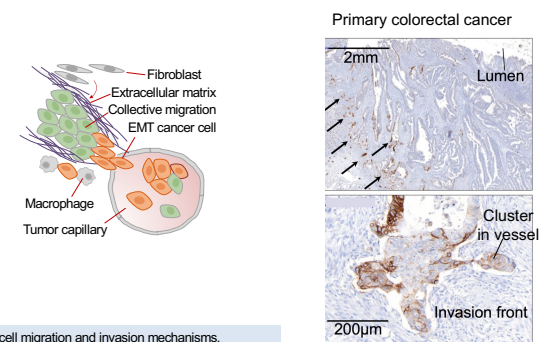 Fibroblast
Extracellular matrix
Collective migration
EMT cancer cell
Macrophage
Tumor capillary
cell migration and invasion mechanisms.
Primary colorectal cancer
2mm
Lumen
Cluster
in vessel
Invasion front
200μm